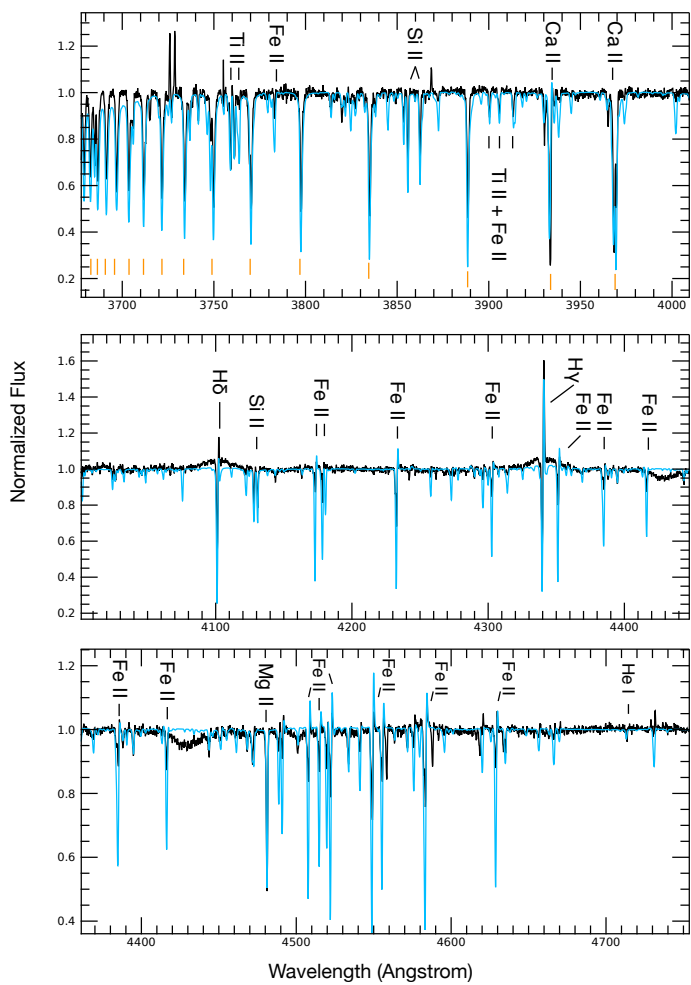 Normalized Flux
1.2
1.0
0.8
0.6
0.4
0.2
Ti II
Fe II
Si II <
Ca II
Ca II
Ti II + Fe II
3700
3750
3800
3850
3900
3950
4000
1.6
1.4
1.2
1.0
0.8
0.6
0.4
0.2
Hδ
Si II
Fe II
Fe II
Fe II
Hγ
Fe II
Fe II
Fe II
4100
4200
4300
4400
1.2
1.0
0.8
0.6
0.4
Fe II
Fe II
Mg II
Fe II
Fe II
Fe II
Fe II
He I
4400
4500
4600
4700
Wavelength (Angstrom)